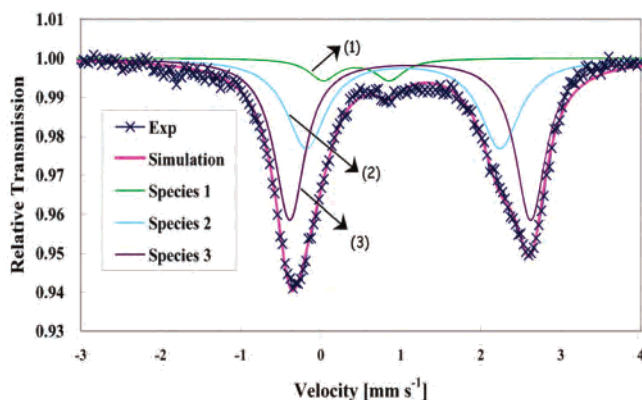 1.00
0.99
0.98
0.97
0.96
0.95
0.94
0.93
Relative Transmission
(1)
(2)
(3)
Exp
Simulation
Species 1
Species 2
Species 3
-3 -2 -1 0 1 2 3 4
Velocity [mm s⁻¹]